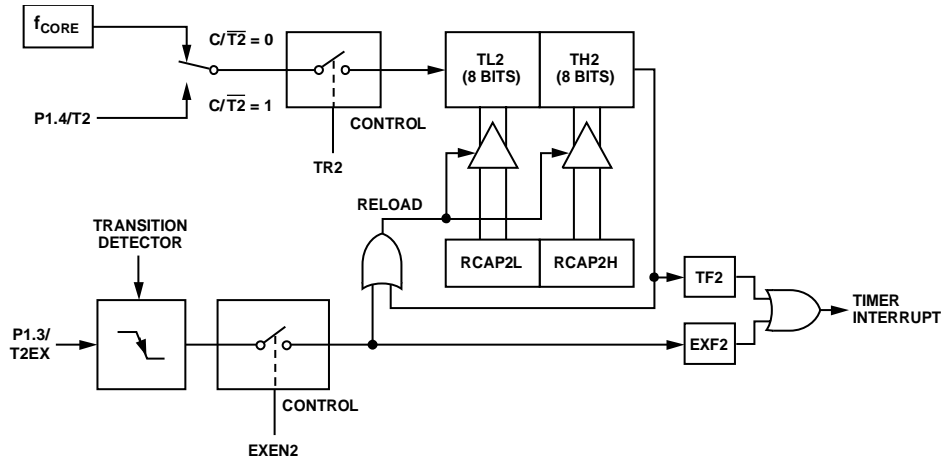 fCORE
C/T2 = 0
C/T2 = 1
P1.4/T2
CONTROL
TR2
TL2
(8 BITS)
TH2
(8 BITS)
RELOAD
TRANSITION
DETECTOR
RCAP2L
RCAP2H
TF2
TIMER
INTERRUPT
P1.3/
T2EX
EXF2
CONTROL
EXEN2